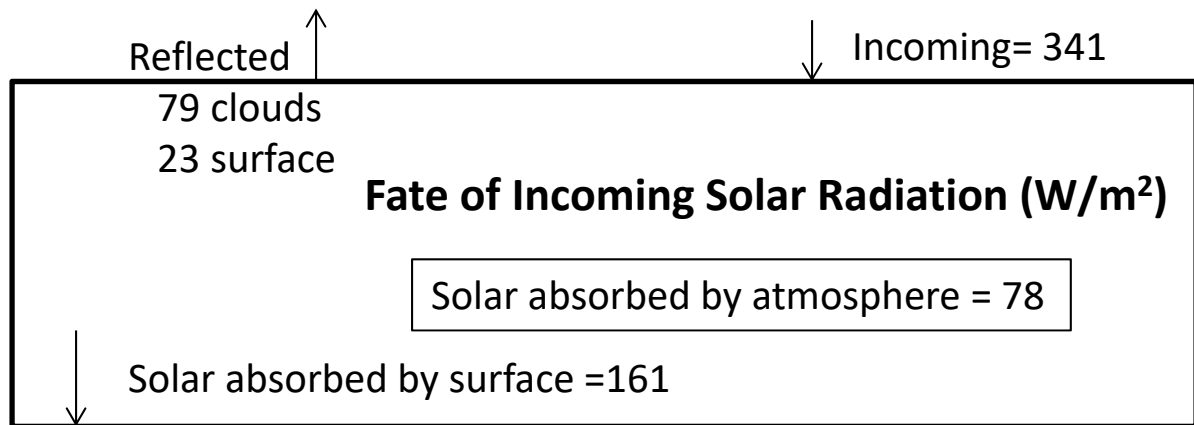 Reflected
Incoming= 341
79 clouds
23 surface
Fate of Incoming Solar Radiation (W/m²)
Solar absorbed by atmosphere = 78
Solar absorbed by surface =161